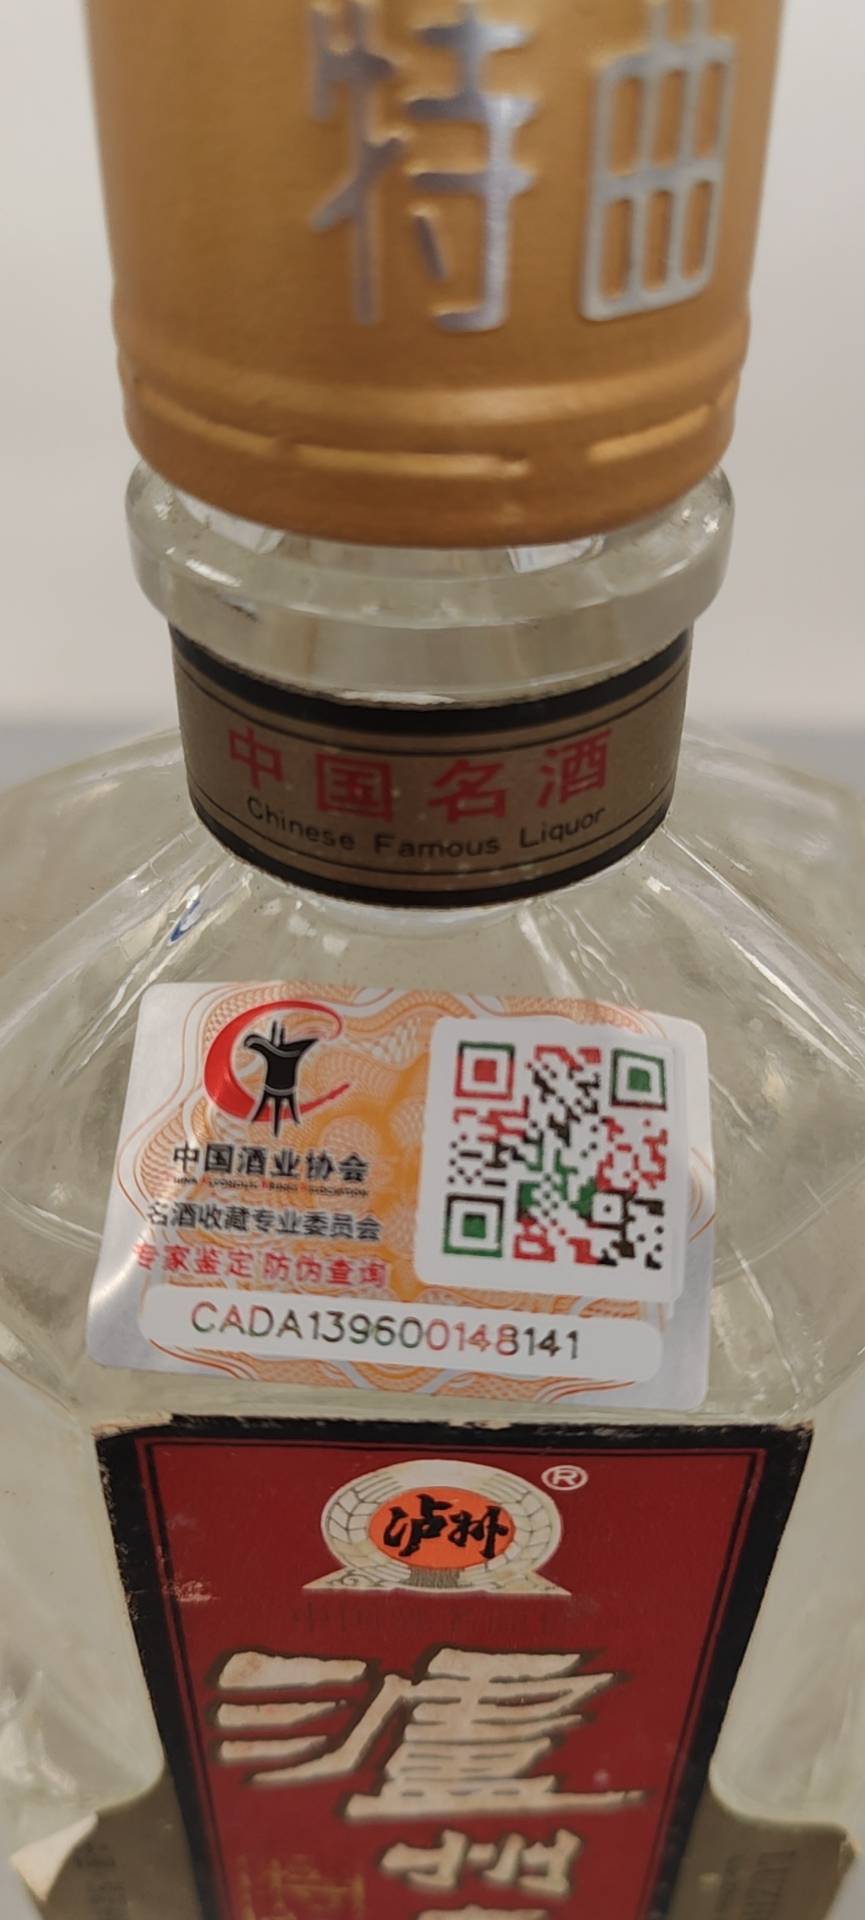 特曲
中国名酒
Chinese Famous Liquor
中国酒业协会
名酒收藏专业委员会
专家鉴定 防伪查询
CADA139600148141
泸州
®
瀘